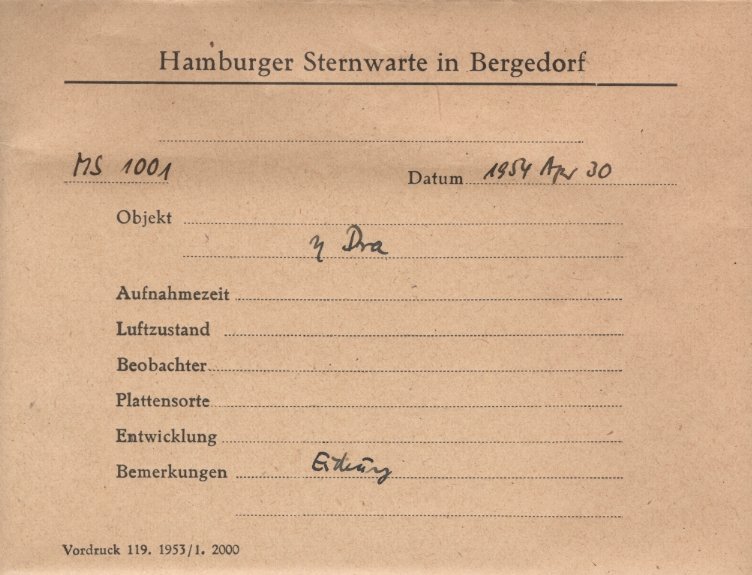 Hamburger Sternwarte in Bergedorf
MS 1001
Datum 1954 Apr 30
Objekt
η Dra
Aufnahmezeit
Luftzustand
Beobachter
Plattensorte
Entwicklung
Bemerkungen
Vordruck 119. 1953/1. 2000